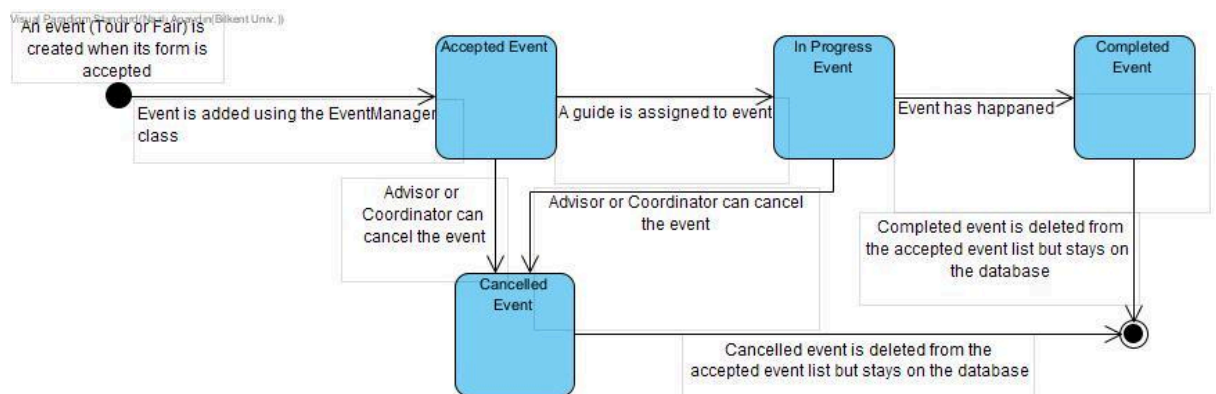 Visual Paradigm Standard(Nazlı Apaydın(Bilkent Univ.))
An event (Tour or Fair) is
created when its form is
accepted
Event is added using the EventManager
class
Accepted Event
A guide is assigned to event
In Progress
Event
Event has happaned
Completed
Event
Advisor or
Coordinator can
cancel the event
Advisor or Coordinator can cancel
the event
Completed event is deleted from
the accepted event list but stays on
the database
Cancelled
Event
Cancelled event is deleted from the
accepted event list but stays on the database